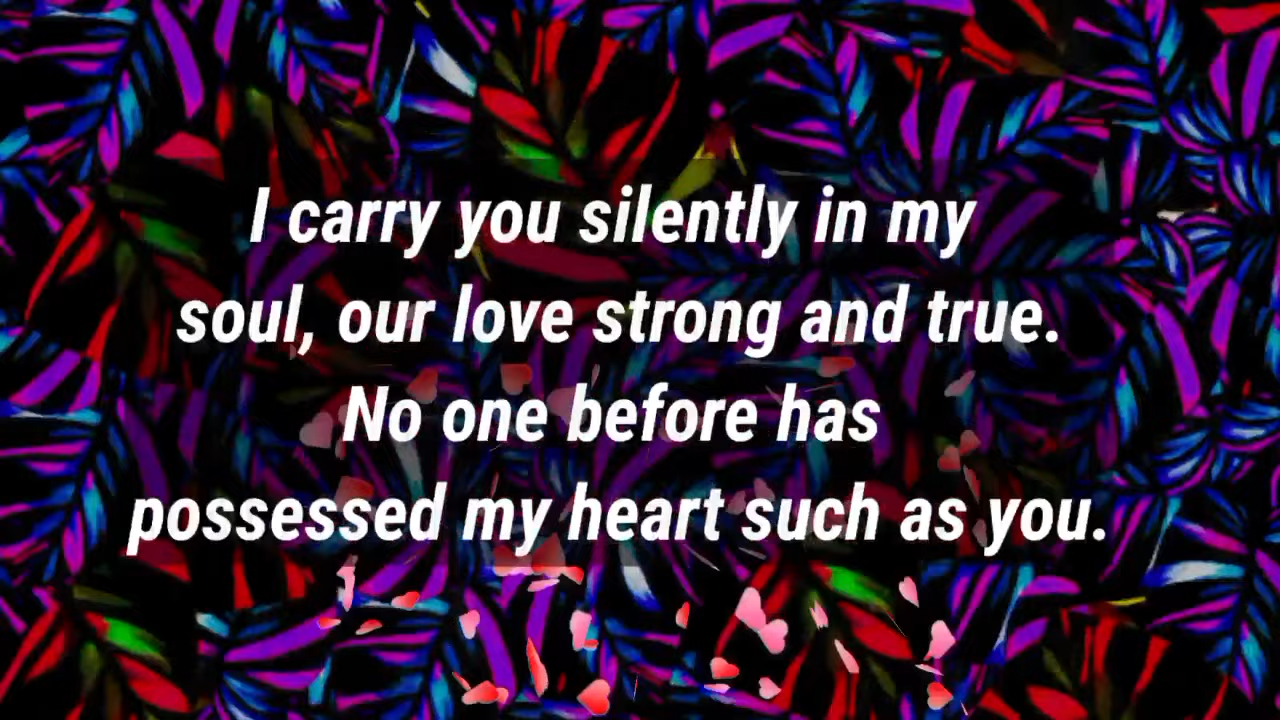 I carry you silently in my
soul, our love strong and true.
No one before has
possessed my heart such as you.